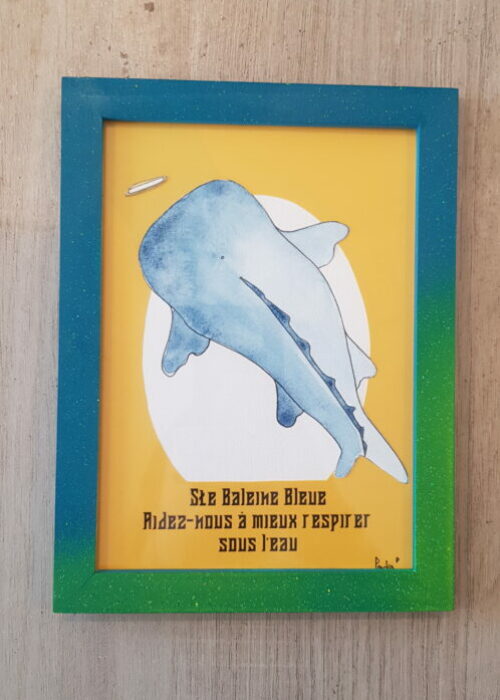 Ste Baleine Bleue
Aidez-nous à mieux respirer
sous l'eau